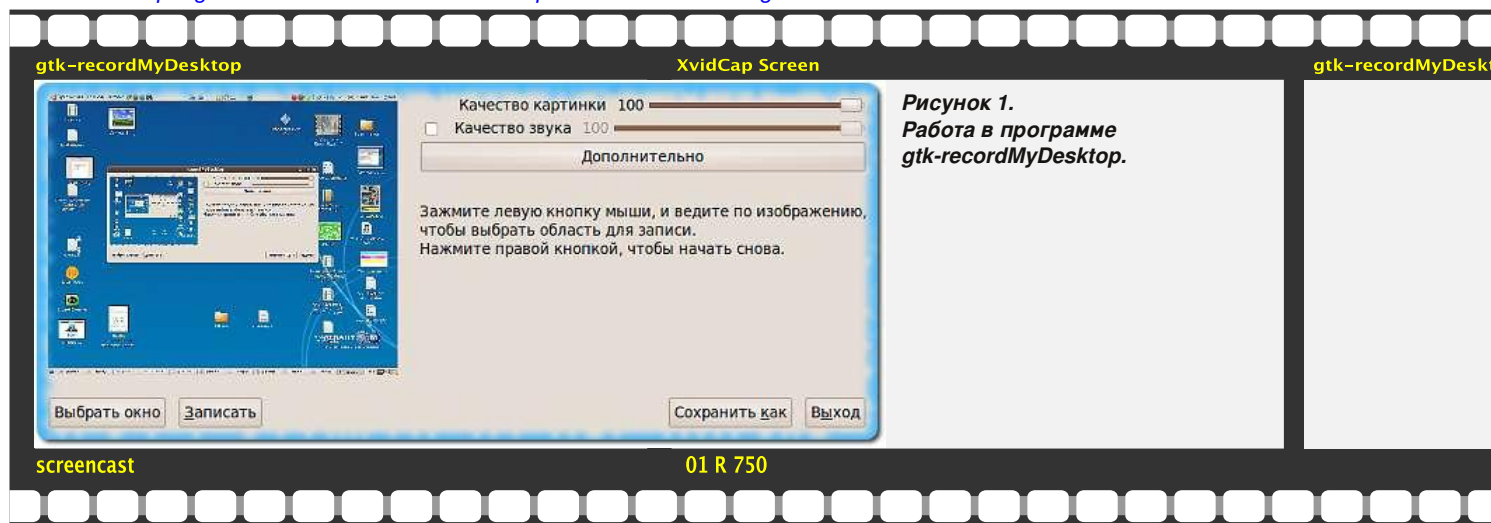 gtk-recordMyDesktop
XvidCap Screen
gtk-recordMyDeskt
Качество картинки 100
Качество звука 100
Дополнительно
Зажмите левую кнопку мыши, и ведите по изображению,
чтобы выбрать область для записи.
Нажмите правой кнопкой, чтобы начать снова.
Выбрать окно
Записать
Сохранить как
Выход
Рисунок 1.
Работа в программе
gtk-recordMyDesktop.
screencast
01 R 750